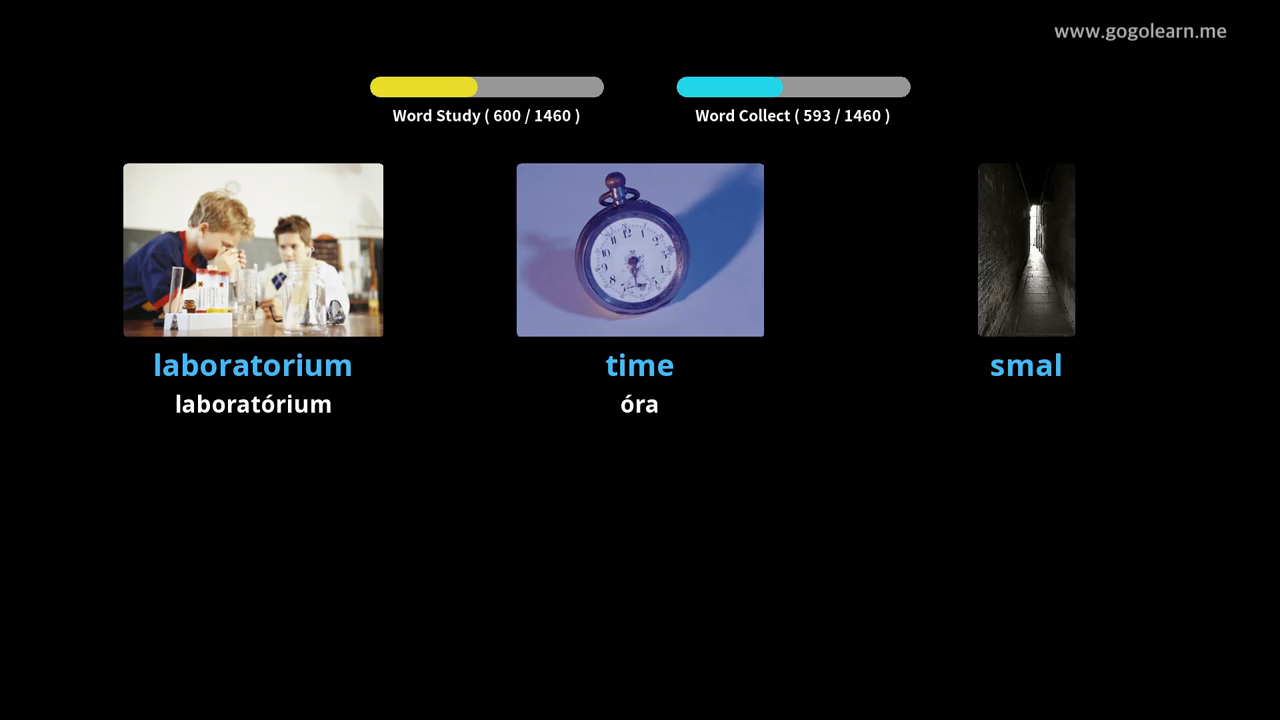 www.gogolearn.me
Word Study ( 600 / 1460 )
Word Collect ( 593 / 1460 )
laboratorium
laboratórium
time
óra
smal